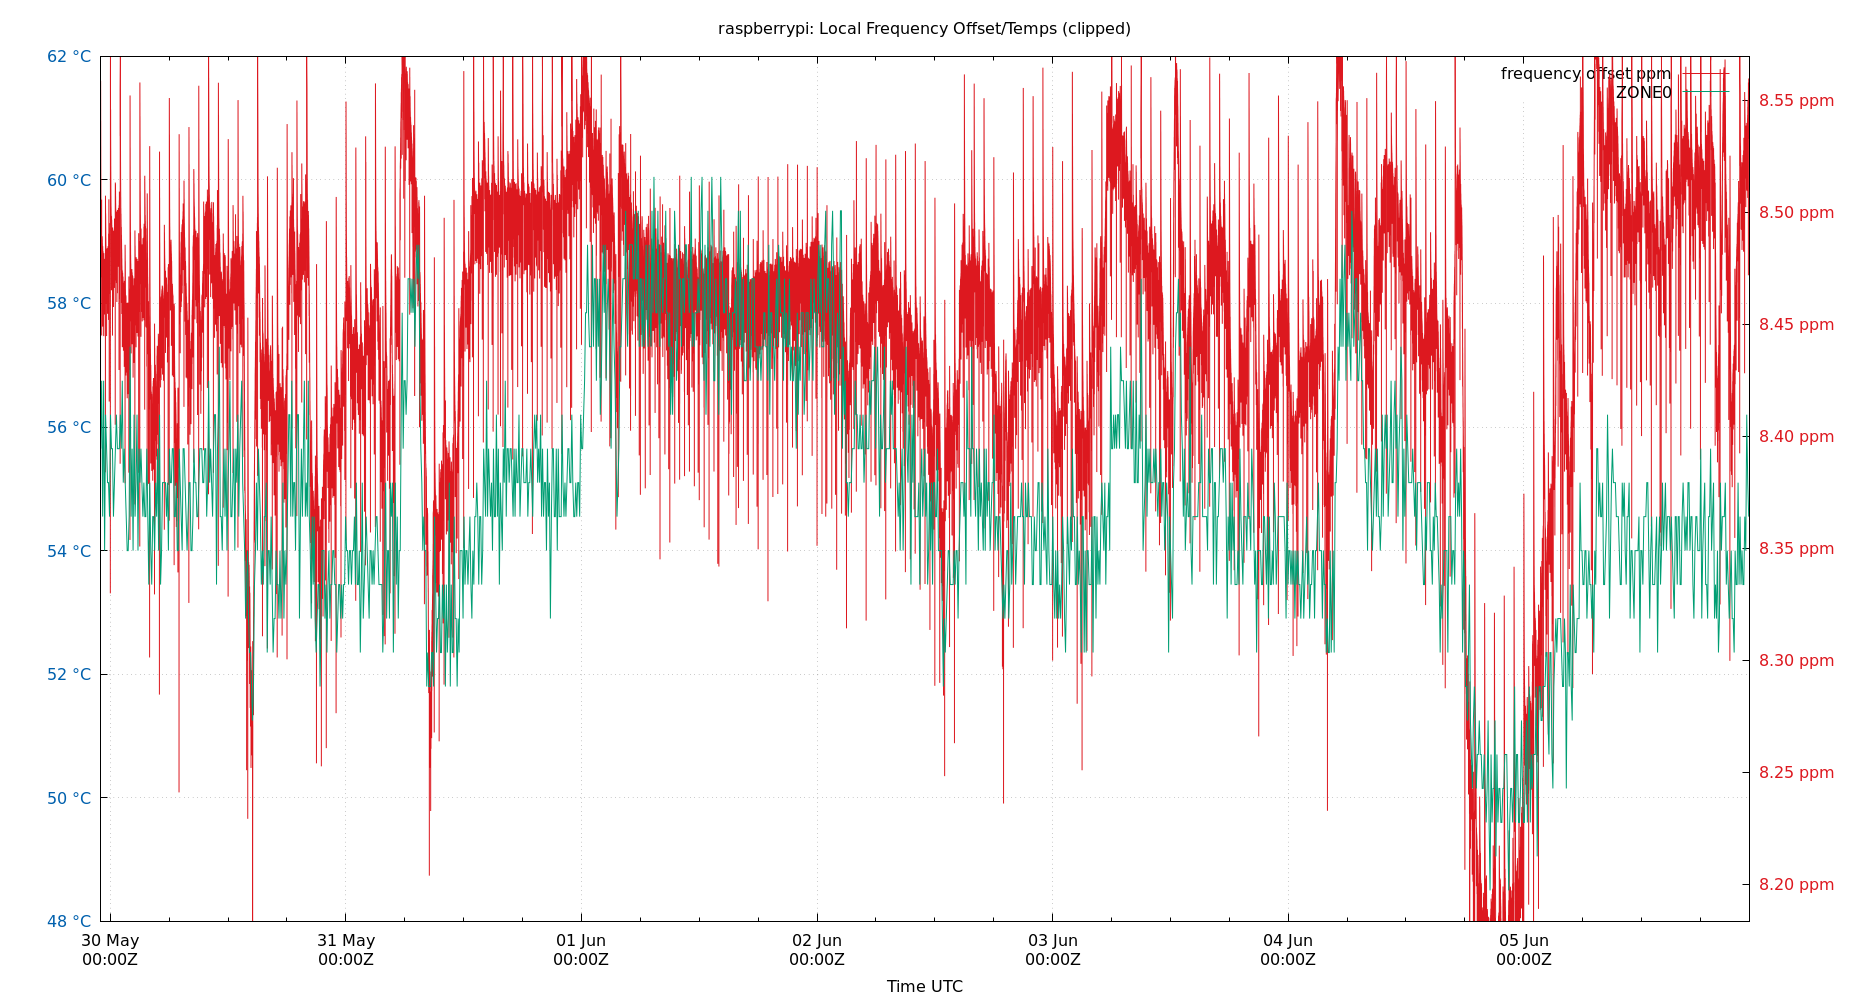 raspberrypi: Local Frequency Offset/Temps (clipped)
62 °C
60 °C
58 °C
56 °C
54 °C
52 °C
50 °C
48 °C
frequency offset ppm
ZONE0
8.55 ppm
8.50 ppm
8.45 ppm
8.40 ppm
8.35 ppm
8.30 ppm
8.25 ppm
8.20 ppm
30 May 31 May 01 Jun 02 Jun 03 Jun 04 Jun 05 Jun
00:00Z 00:00Z 00:00Z 00:00Z 00:00Z 00:00Z 00:00Z
Time UTC